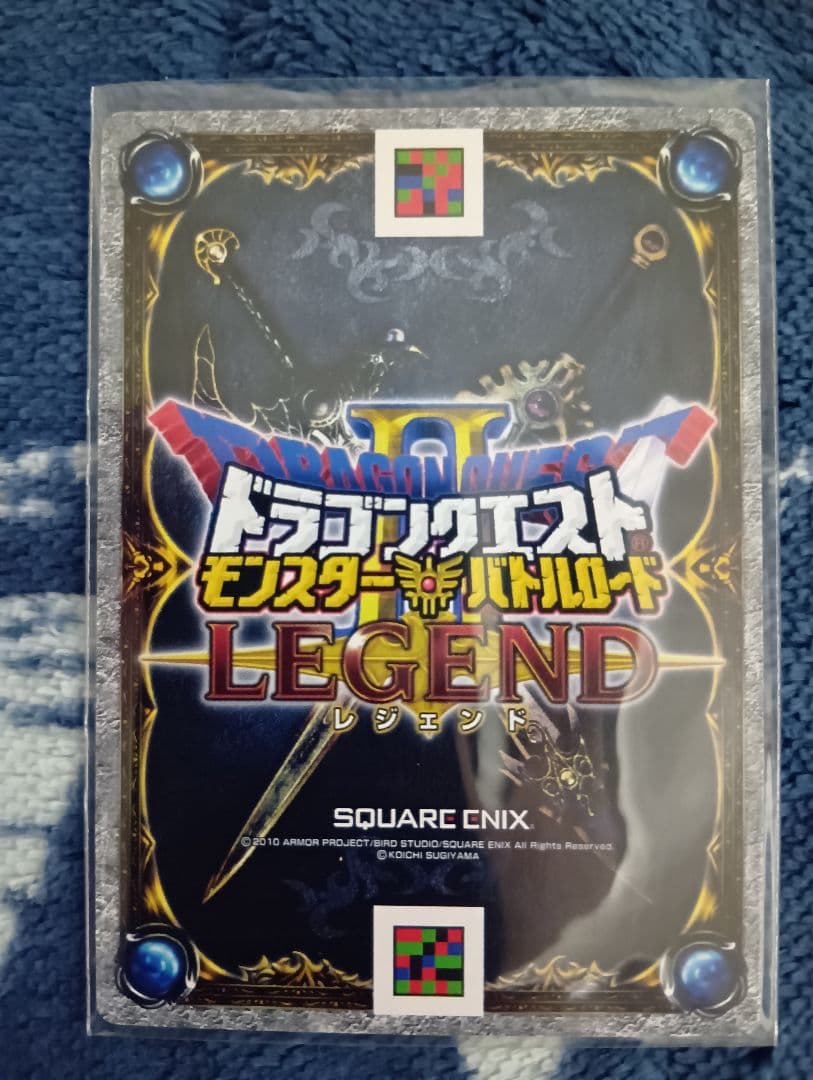 DRAGON QUEST
II
ドラゴンクエスト®
モンスターバトルロード
LEGEND
レジェンド
SQUARE ENIX®
©2010 ARMOR PROJECT/BIRD STUDIO/SQUARE ENIX All Rights Reserved.
©KOICHI SUGIYAMA